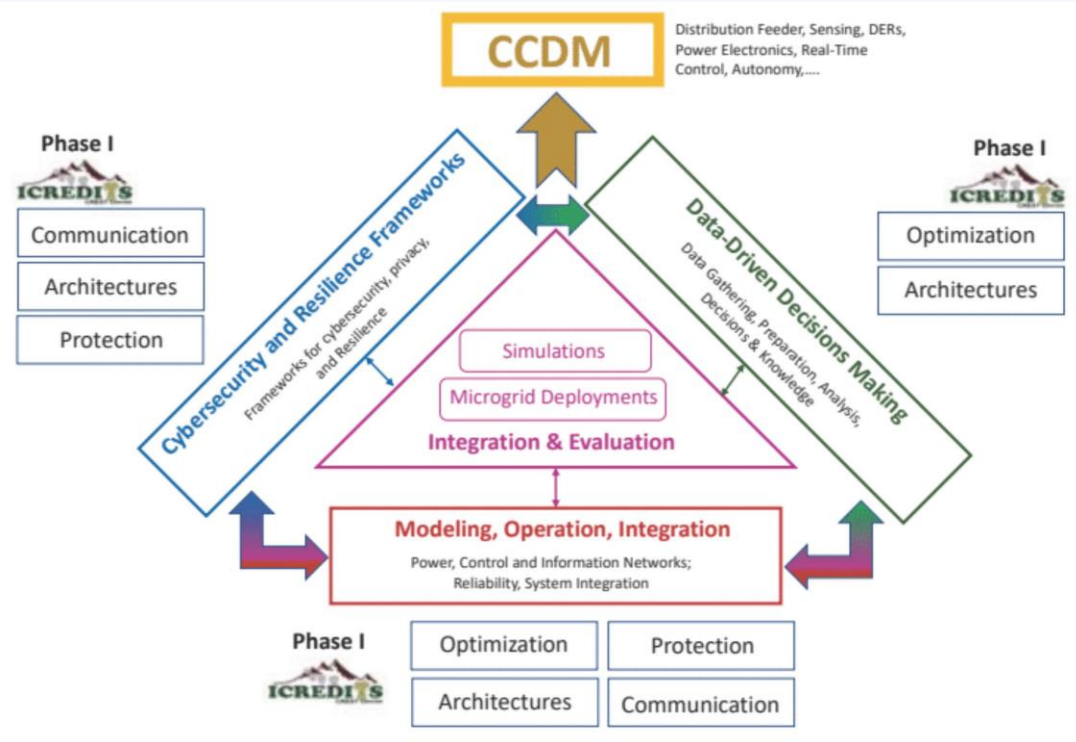 CCDM
Distribution Feeder, Sensing, DERs,
Power Electronics, Real-Time
Control, Autonomy,....
Phase I
ICREDITS
Communication
Architectures
Protection
Phase I
ICREDITS
Optimization
Architectures
Cybersecurity and Resilience Frameworks
Frameworks for cybersecurity, privacy,
and Resilience
Data-Driven Decisions Making
Data Gathering, Preparation, Analysis,
Decisions & Knowledge
Simulations
Microgrid Deployments
Integration & Evaluation
Modeling, Operation, Integration
Power, Control and Information Networks;
Reliability, System Integration
Phase I
ICREDITS
Optimization
Protection
Architectures
Communication